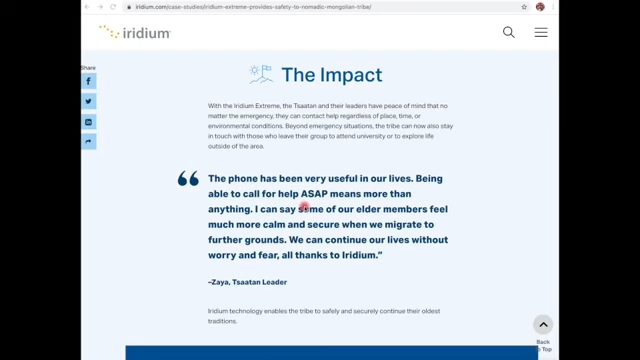 iridium.com/case-studies/iridium-extreme-provides-safety-to-nomadic-mongolian-tribe/
iridium
Share
The Impact
With the Iridium Extreme, the Tsaatan and their leaders have peace of mind that no
matter the emergency, they can contact help regardless of place, time, or
environmental conditions. Beyond emergency situations, the tribe can now also stay
in touch with those who leave their group to attend university or to explore life
outside of the area.
“ The phone has been very useful in our lives. Being
able to call for help ASAP means more than
anything. I can say some of our elder members feel
much more calm and secure when we migrate to
further grounds. We can continue our lives without
worry and fear, all thanks to Iridium.”
–Zaya, Tsaatan Leader
Iridium technology enables the tribe to safely and securely continue their oldest
traditions.
Back
to Top